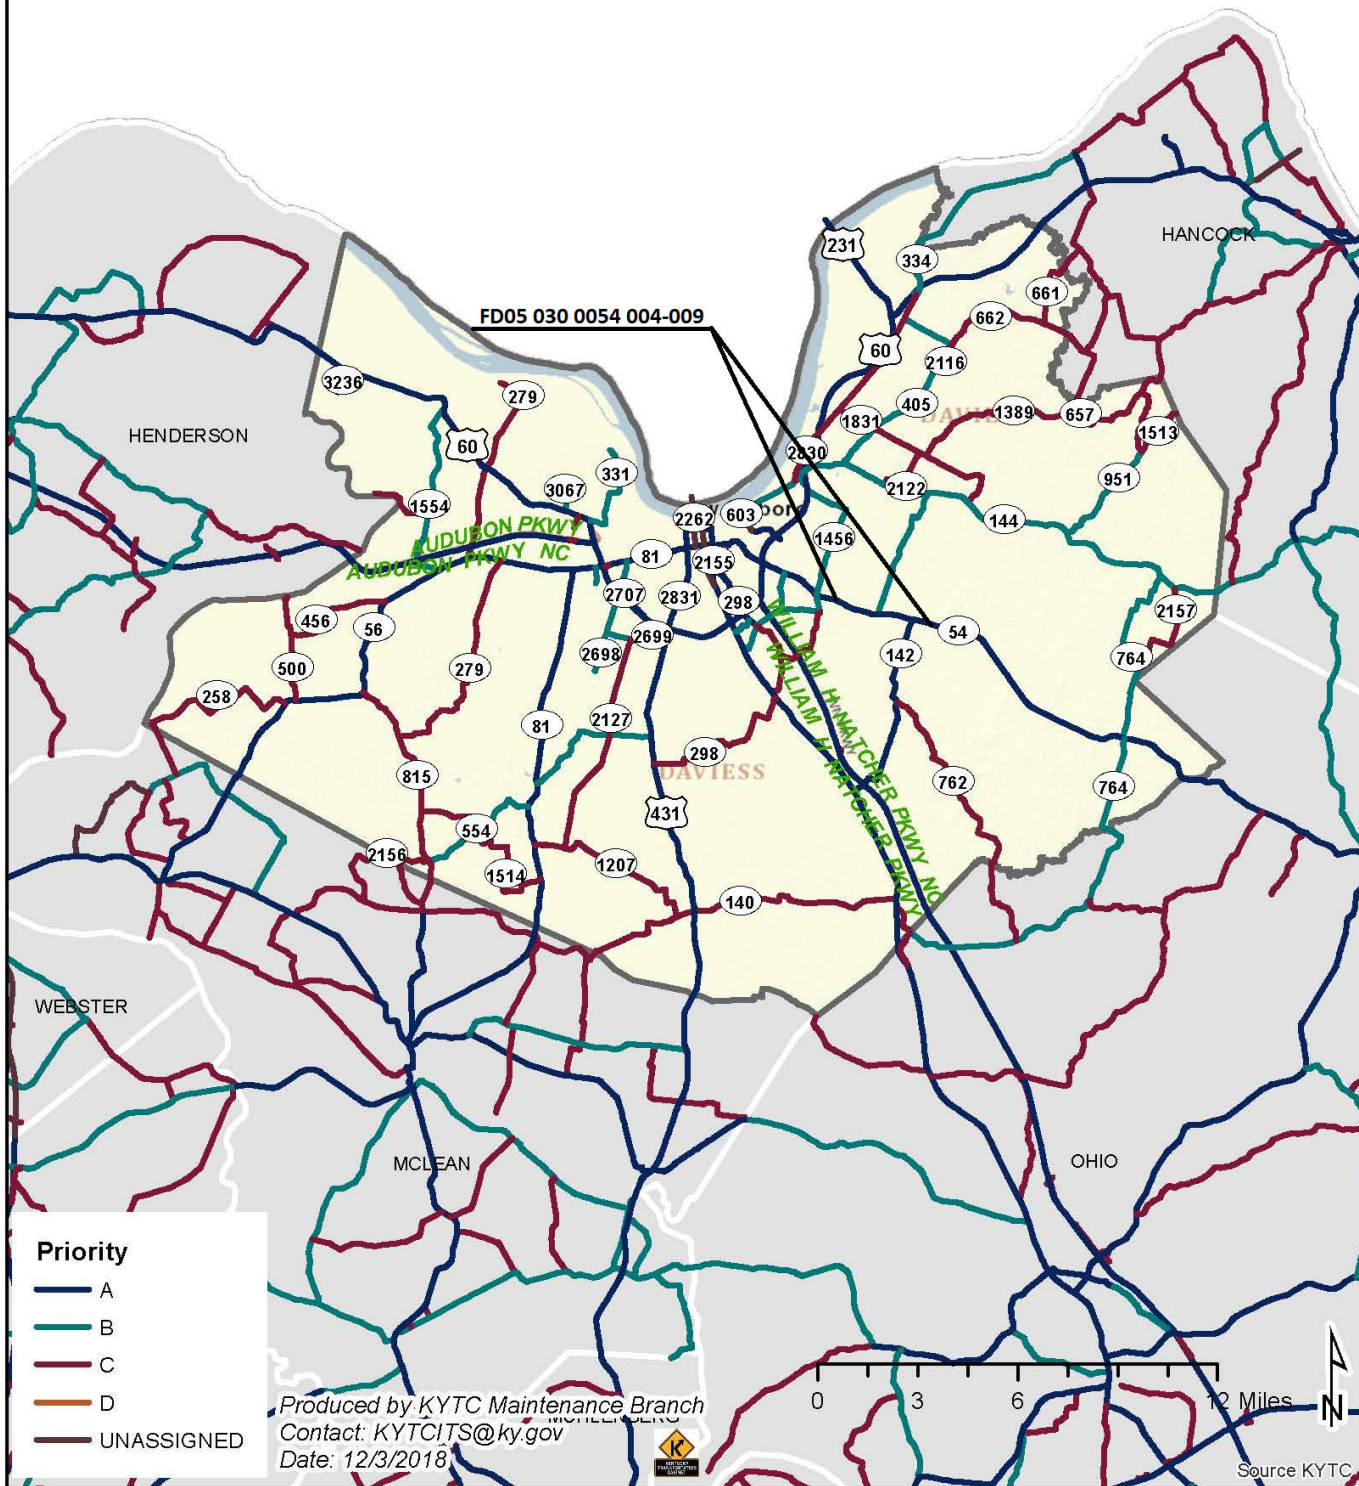 HANCOCK
231
334
661
FD05 030 0054 004-009
662
60
2116
3236
279
405
1389
657
1831
DAVIE
1513
HENDERSON
60
2830
331
951
3067
2122
1554
2262
603
144
AUDUBON PKWY
1456
81
AUDUBON PKWY NC
2155
2707
2831
298
2157
456
56
54
2699
WILLIAM H NATCHER PKWY NC
WILLIAM H NATCHER PKWY
500
279
2698
142
764
258
81
2127
298
DAVIESS
815
762
764
431
554
2156
1207
1514
140
WEBSTER
MCLEAN
OHIO
Priority
A
B
C
D
UNASSIGNED
0 3 6 12 Miles
N
Produced by KYTC Maintenance Branch
MUHLENBERG
Contact: KYTCITS@ky.gov
Date: 12/3/2018
KENTUCKY
TRANSPORTATION
CABINET
Source KYTC